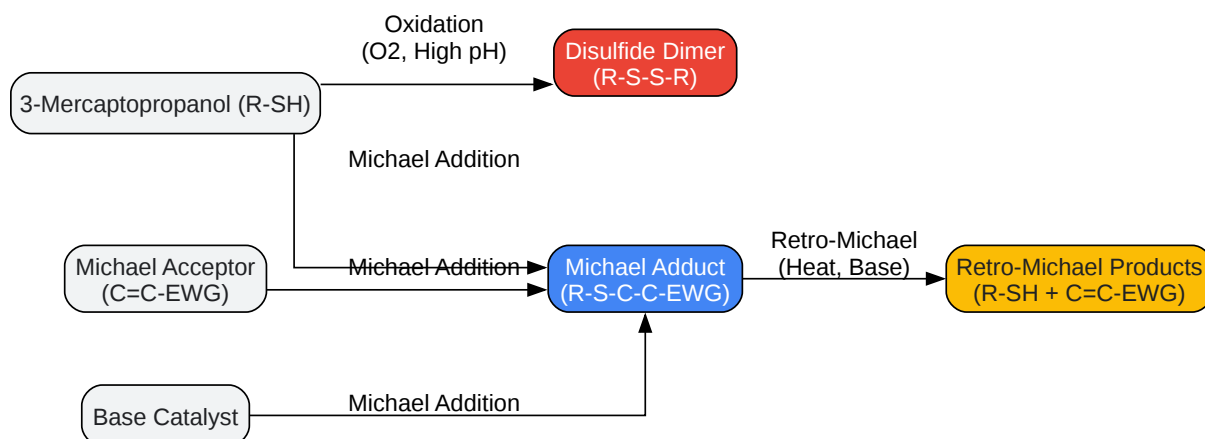 Oxidation
(O2, High pH)
Disulfide Dimer
(R-S-S-R)
3-Mercaptopropanol (R-SH)
Michael Addition
Michael Acceptor
(C=C-EWG)
Michael Addition
Michael Adduct
(R-S-C-C-EWG)
Retro-Michael
(Heat, Base)
Retro-Michael Products
(R-SH + C=C-EWG)
Base Catalyst
Michael Addition